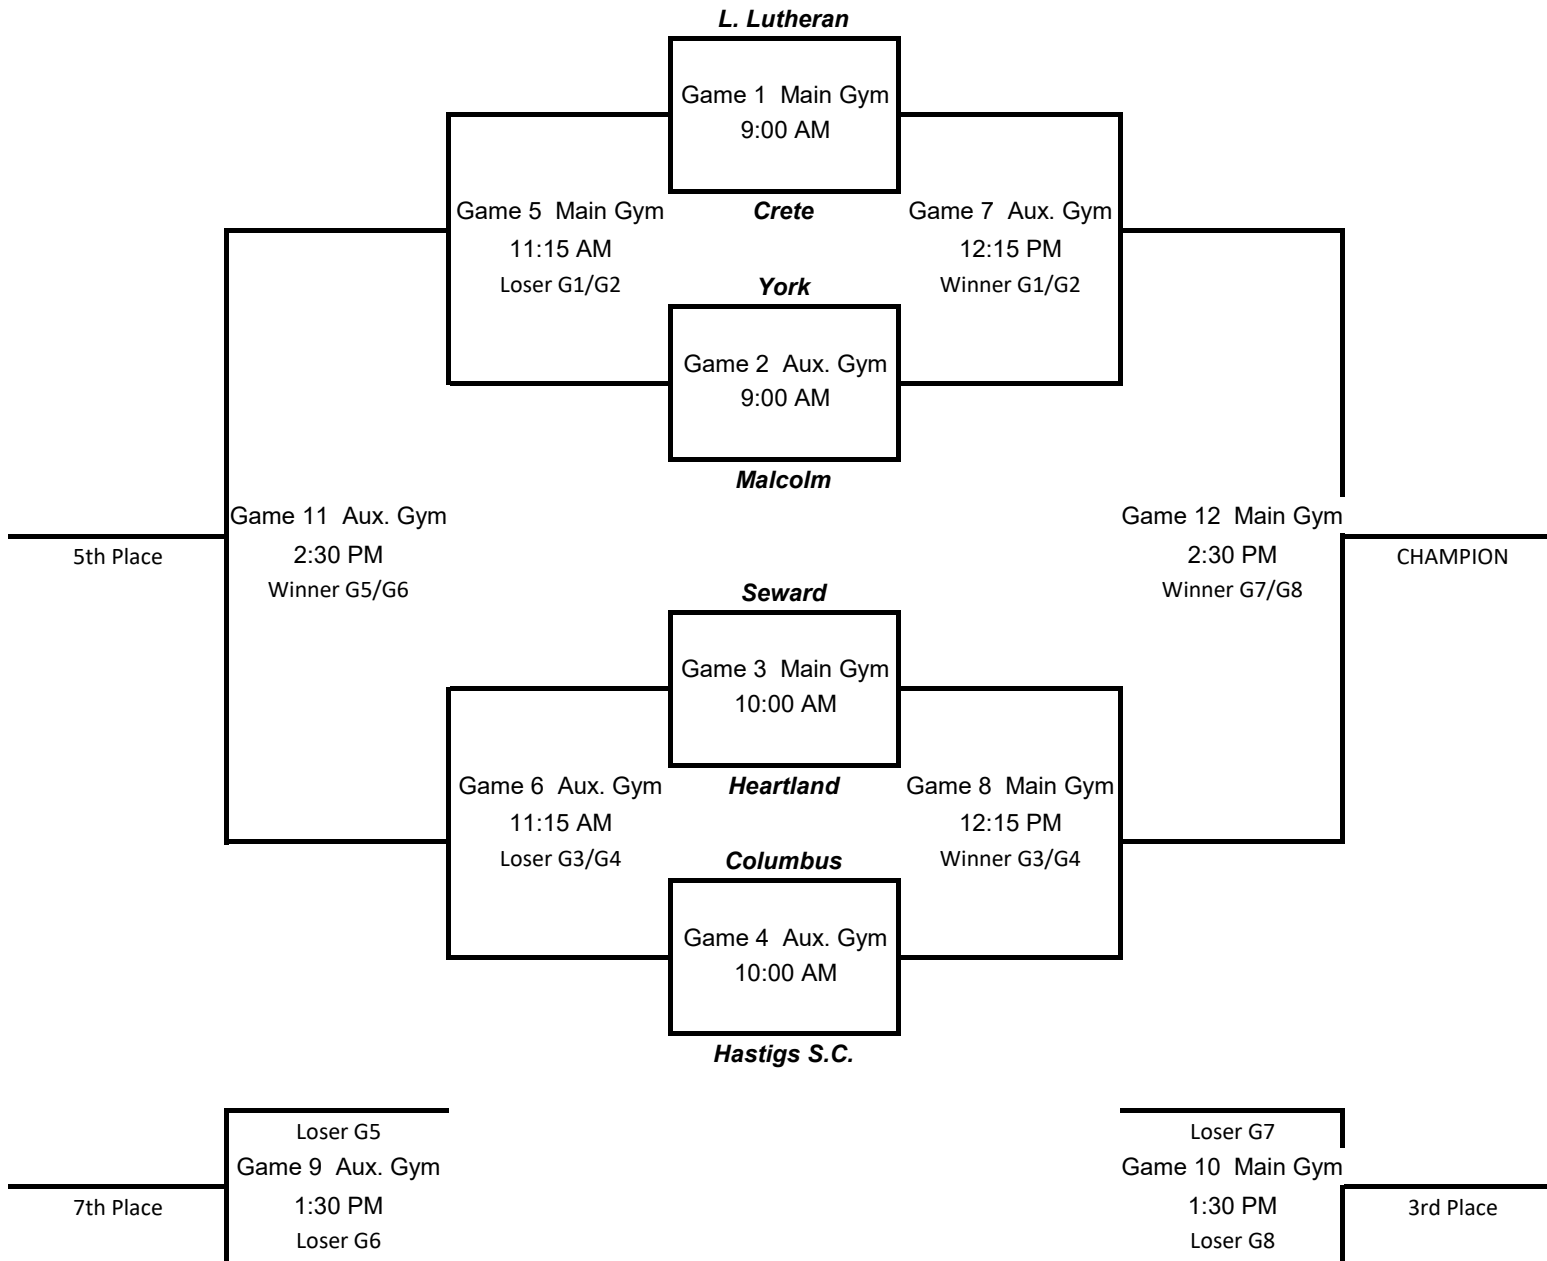 L. Lutheran
Game 1  Main Gym
9:00 AM
Crete
Game 5  Main Gym
11:15 AM
Loser G1/G2
Game 7  Aux. Gym
12:15 PM
Winner G1/G2
York
Game 2  Aux. Gym
9:00 AM
Malcolm
Game 11  Aux. Gym
2:30 PM
Winner G5/G6
5th Place
Game 12  Main Gym
2:30 PM
Winner G7/G8
CHAMPION
Seward
Game 3  Main Gym
10:00 AM
Heartland
Game 6  Aux. Gym
11:15 AM
Loser G3/G4
Game 8  Main Gym
12:15 PM
Winner G3/G4
Columbus
Game 4  Aux. Gym
10:00 AM
Hastigs S.C.
Loser G5
Game 9  Aux. Gym
1:30 PM
Loser G6
7th Place
Loser G7
Game 10  Main Gym
1:30 PM
Loser G8
3rd Place